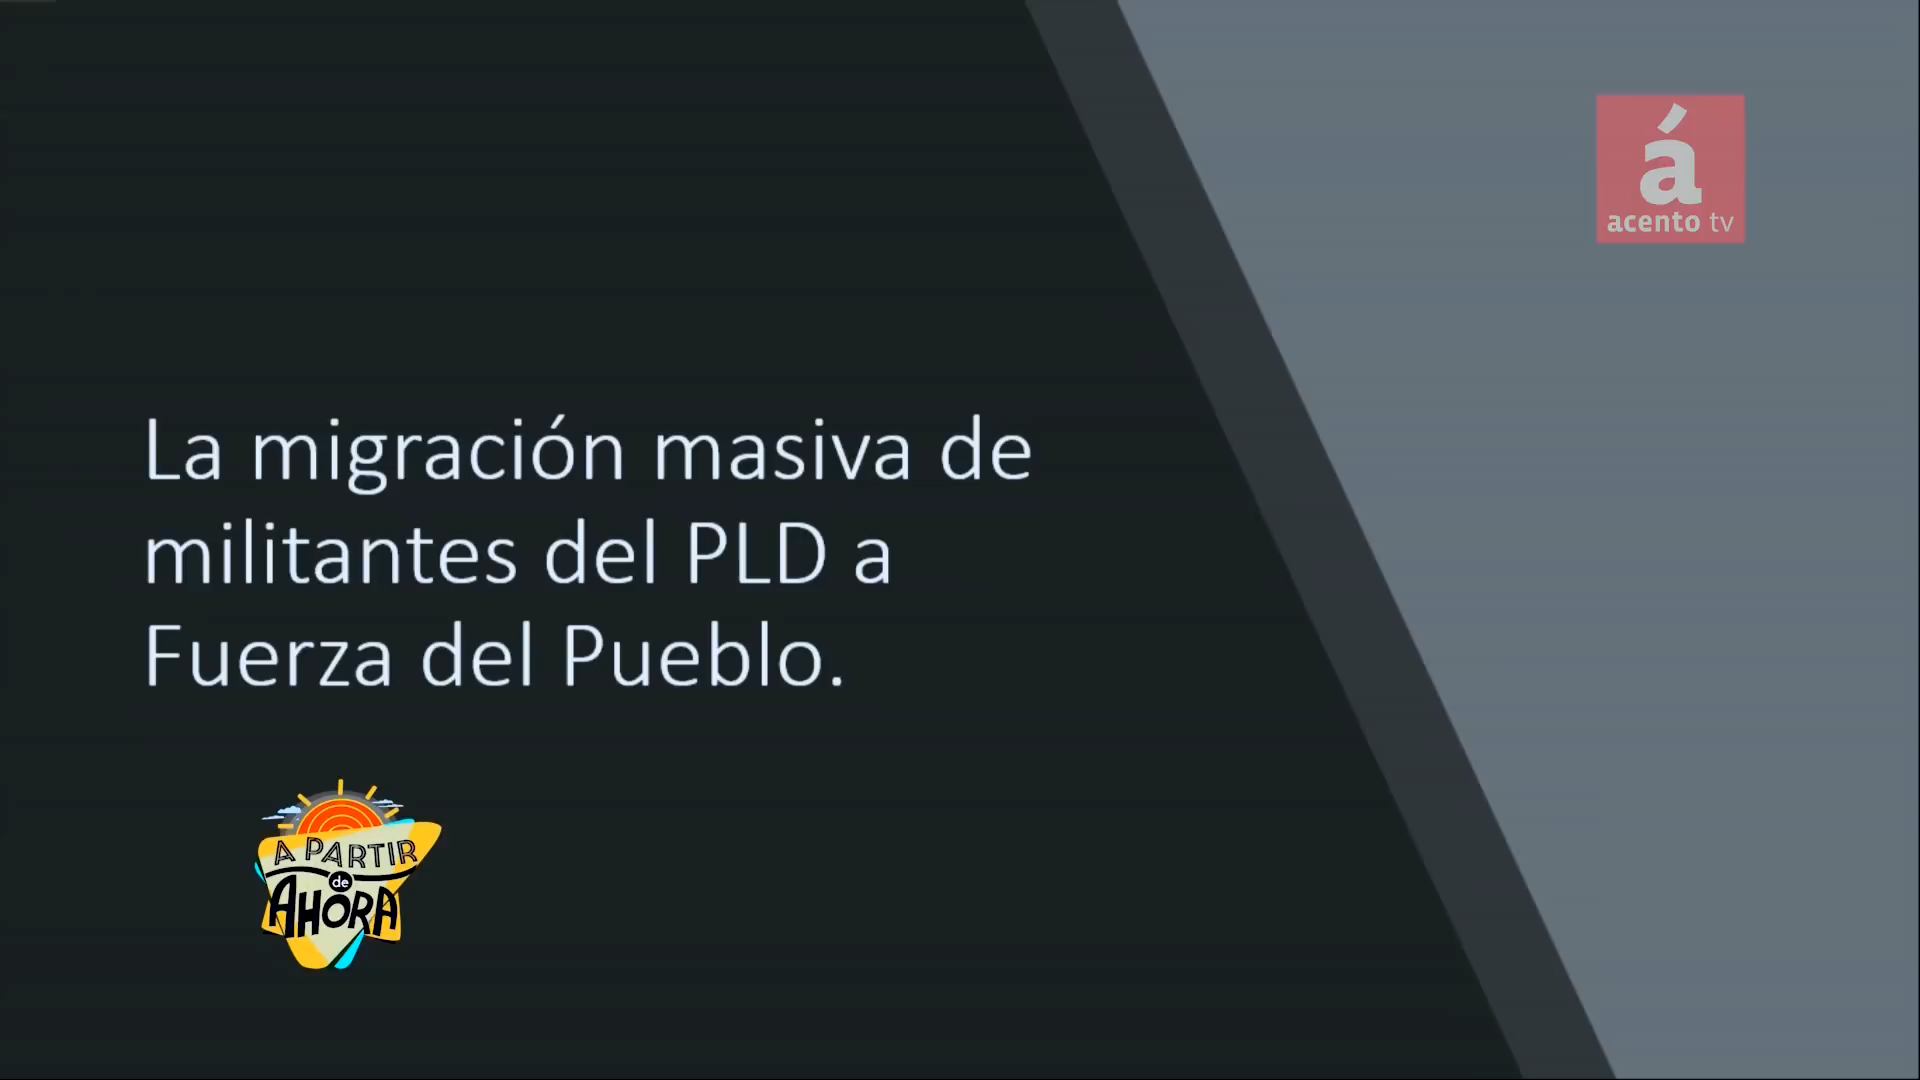 á
acento tv
La migración masiva de
militantes del PLD a
Fuerza del Pueblo.
A PARTIR
de
AHORA